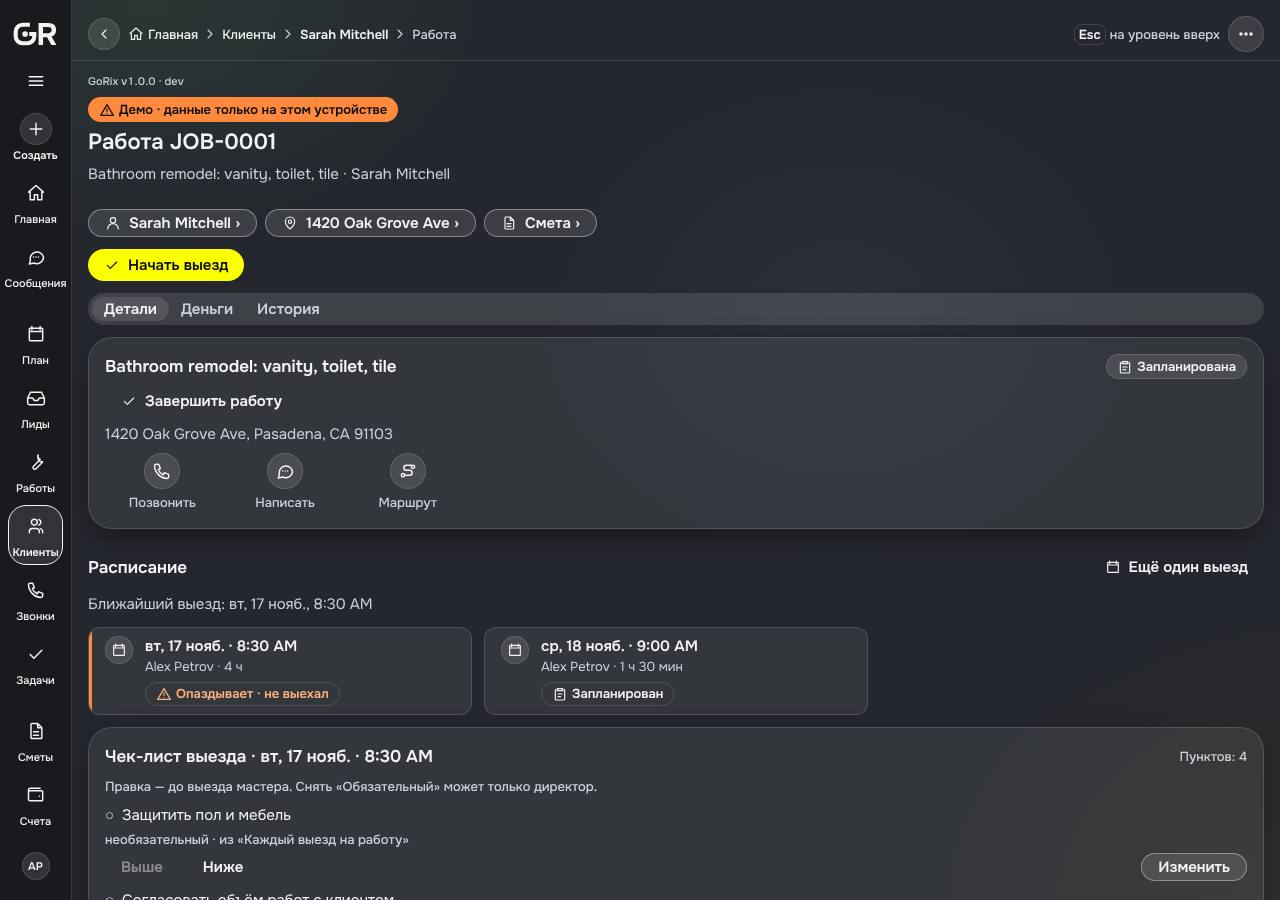 GR
Главная
Клиенты
Sarah Mitchell
Работа
Esc на уровень вверх
GoRix v1.0.0 · dev
Демо · данные только на этом устройстве
Работа JOB-0001
Bathroom remodel: vanity, toilet, tile · Sarah Mitchell
Sarah Mitchell ›
1420 Oak Grove Ave ›
Смета ›
Начать выезд
Детали
Деньги
История
Bathroom remodel: vanity, toilet, tile
Запланирована
Завершить работу
1420 Oak Grove Ave, Pasadena, CA 91103
Позвонить
Написать
Маршрут
Расписание
Ещё один выезд
Ближайший выезд: вт, 17 нояб., 8:30 AM
вт, 17 нояб. · 8:30 AM
Alex Petrov · 4 ч
Опаздывает · не выехал
ср, 18 нояб. · 9:00 AM
Alex Petrov · 1 ч 30 мин
Запланирован
Чек-лист выезда · вт, 17 нояб. · 8:30 AM
Пунктов: 4
Правка — до выезда мастера. Снять «Обязательный» может только директор.
Защитить пол и мебель
необязательный · из «Каждый выезд на работу»
Выше
Ниже
Изменить
Согласовать объём работ с клиентом
Создать
Главная
Сообщения
План
Лиды
Работы
Клиенты
Звонки
Задачи
Сметы
Счета
AP